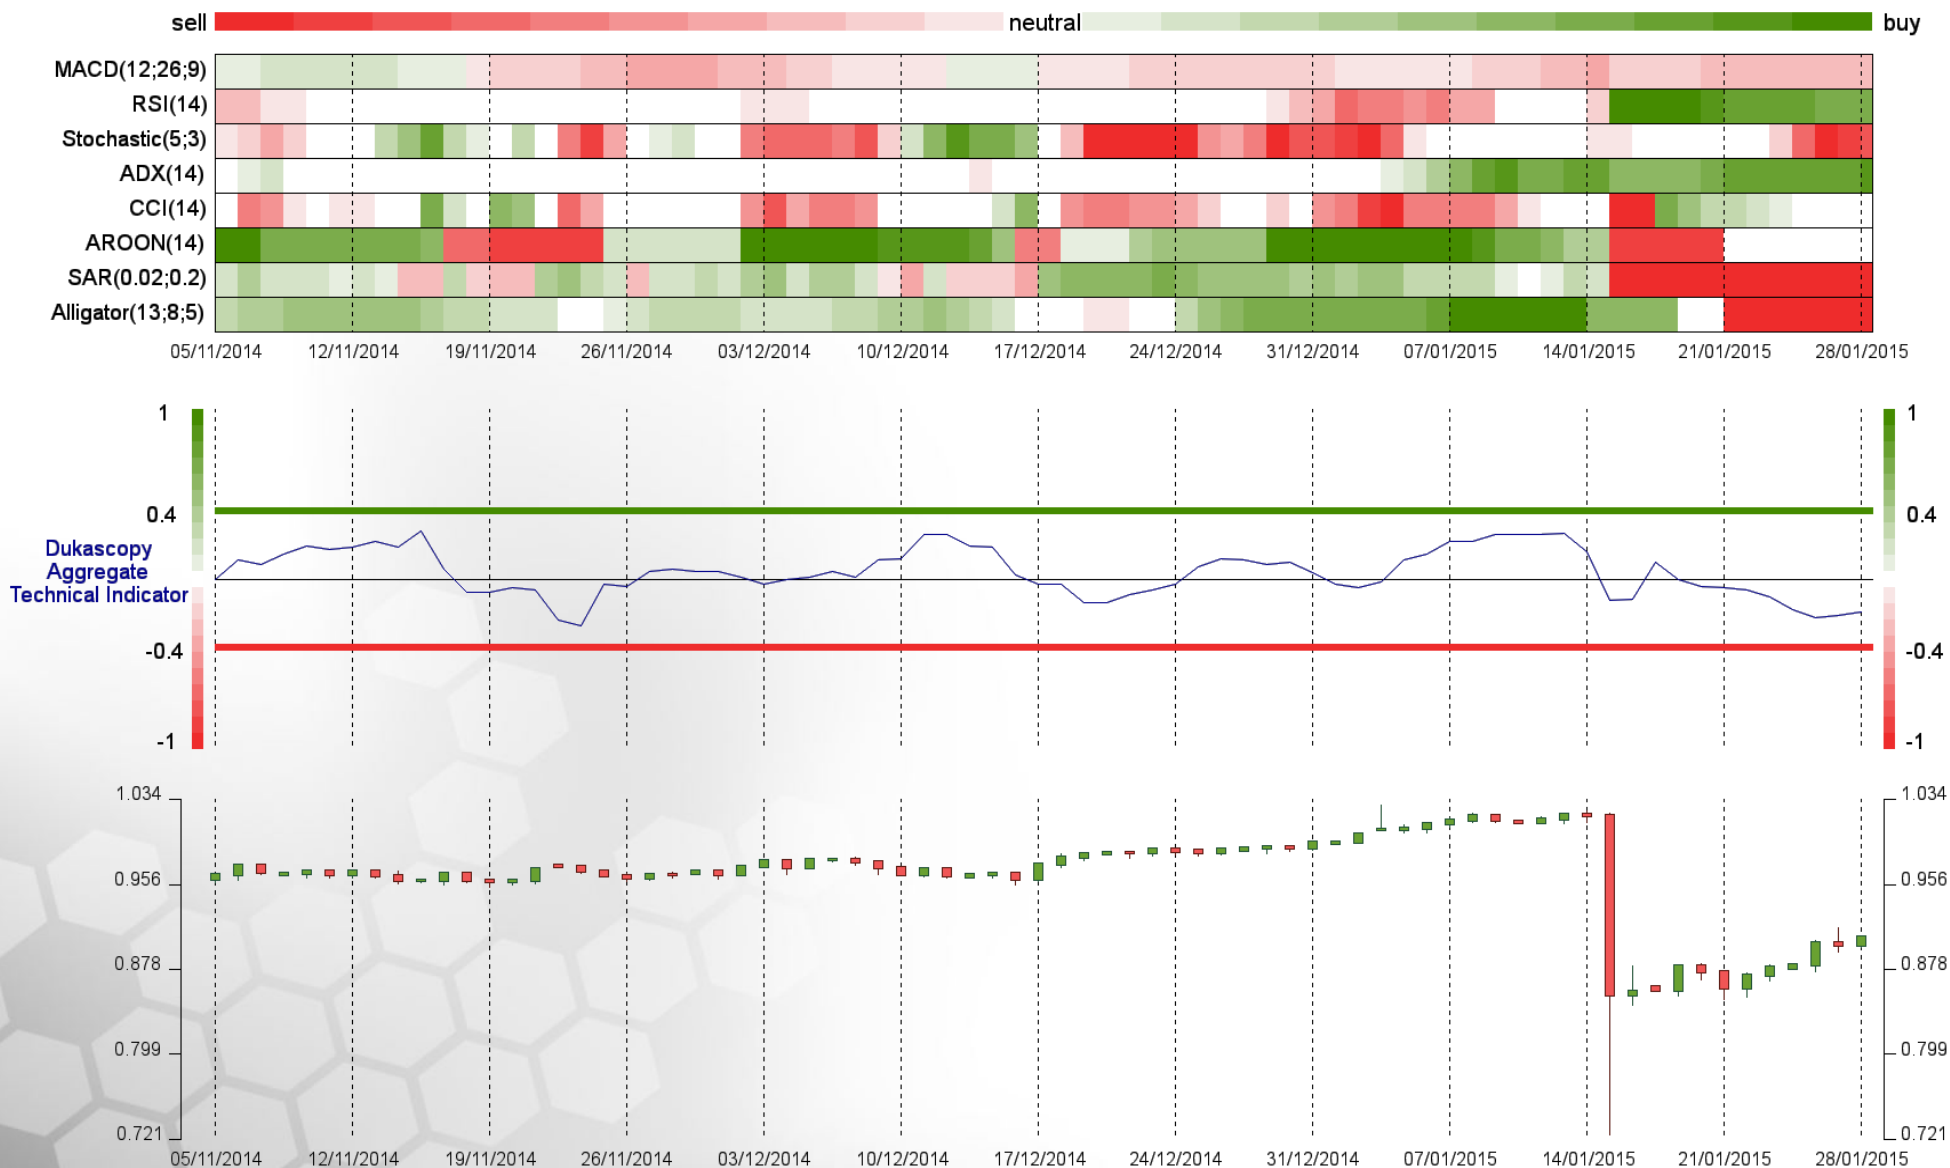 sell neutral buy
MACD(12;26;9)
RSI(14)
Stochastic(5;3)
ADX(14)
CCI(14)
AROON(14)
SAR(0.02;0.2)
Alligator(13;8;5)
05/11/2014 12/11/2014 19/11/2014 26/11/2014 03/12/2014 10/12/2014 17/12/2014 24/12/2014 31/12/2014 07/01/2015 14/01/2015 21/01/2015 28/01/2015
1 1
0.4 0.4
Dukascopy
Aggregate
Technical Indicator
-0.4 -0.4
-1 -1
1.034 1.034
0.956 0.956
0.878 0.878
0.799 0.799
0.721 0.721
05/11/2014 12/11/2014 19/11/2014 26/11/2014 03/12/2014 10/12/2014 17/12/2014 24/12/2014 31/12/2014 07/01/2015 14/01/2015 21/01/2015 28/01/2015